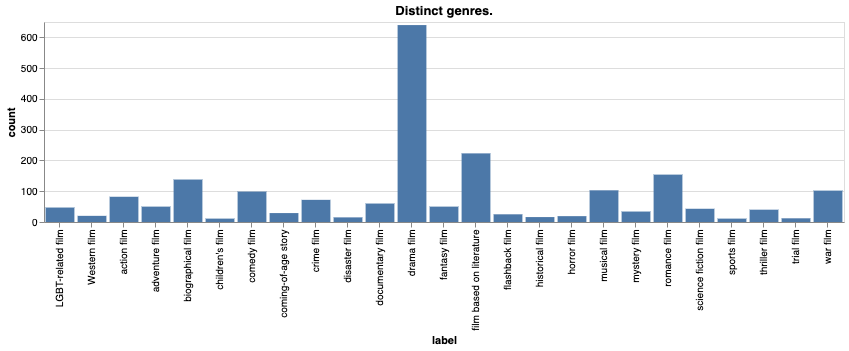 Distinct genres.
count
600
500
400
300
200
100
0
LGBT-related film
Western film
action film
adventure film
biographical film
children's film
comedy film
coming-of-age story
crime film
disaster film
documentary film
drama film
fantasy film
film based on literature
flashback film
historical film
horror film
musical film
mystery film
romance film
science fiction film
sports film
thriller film
trial film
war film
label